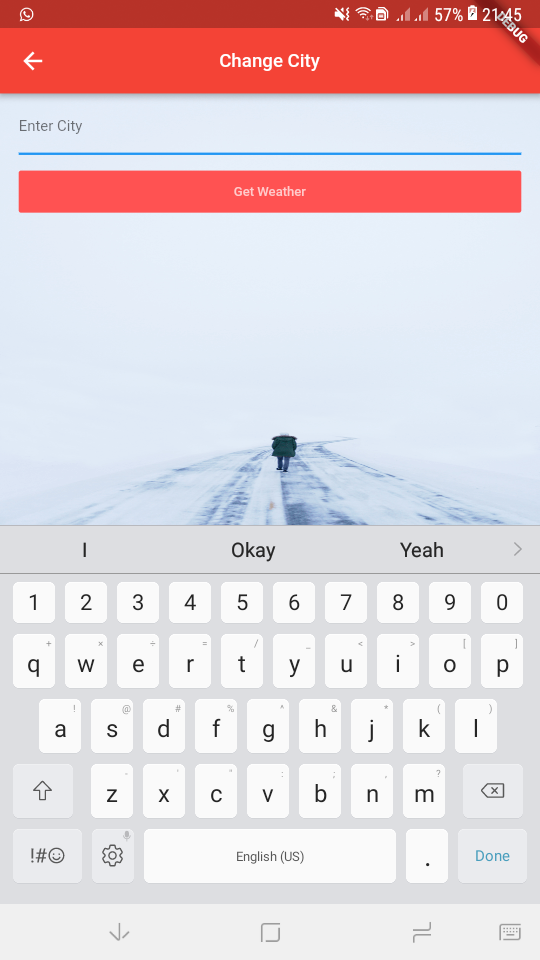 57% 21:45
DEBUG
Change City
Enter City
Get Weather
I Okay Yeah
1 2 3 4 5 6 7 8 9 0
+ × ÷ = / _ < > [ ]
q w e r t y u i o p
! @ # % ^ & * ( )
a s d f g h j k l
- ' " : ; , ?
z x c v b n m
!#☺ English (US) . Done